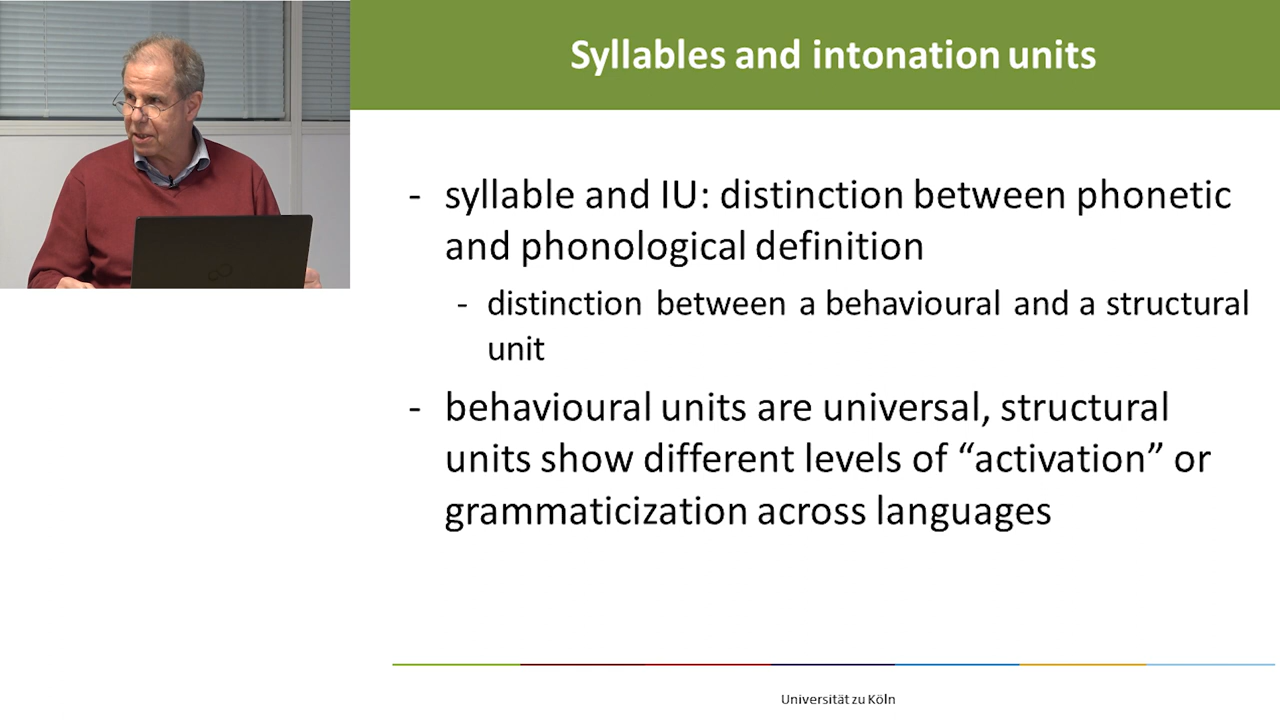 Syllables and intonation units
- syllable and IU: distinction between phonetic
and phonological definition
- distinction between a behavioural and a structural
unit
- behavioural units are universal, structural
units show different levels of “activation” or
grammaticization across languages
Universität zu Köln